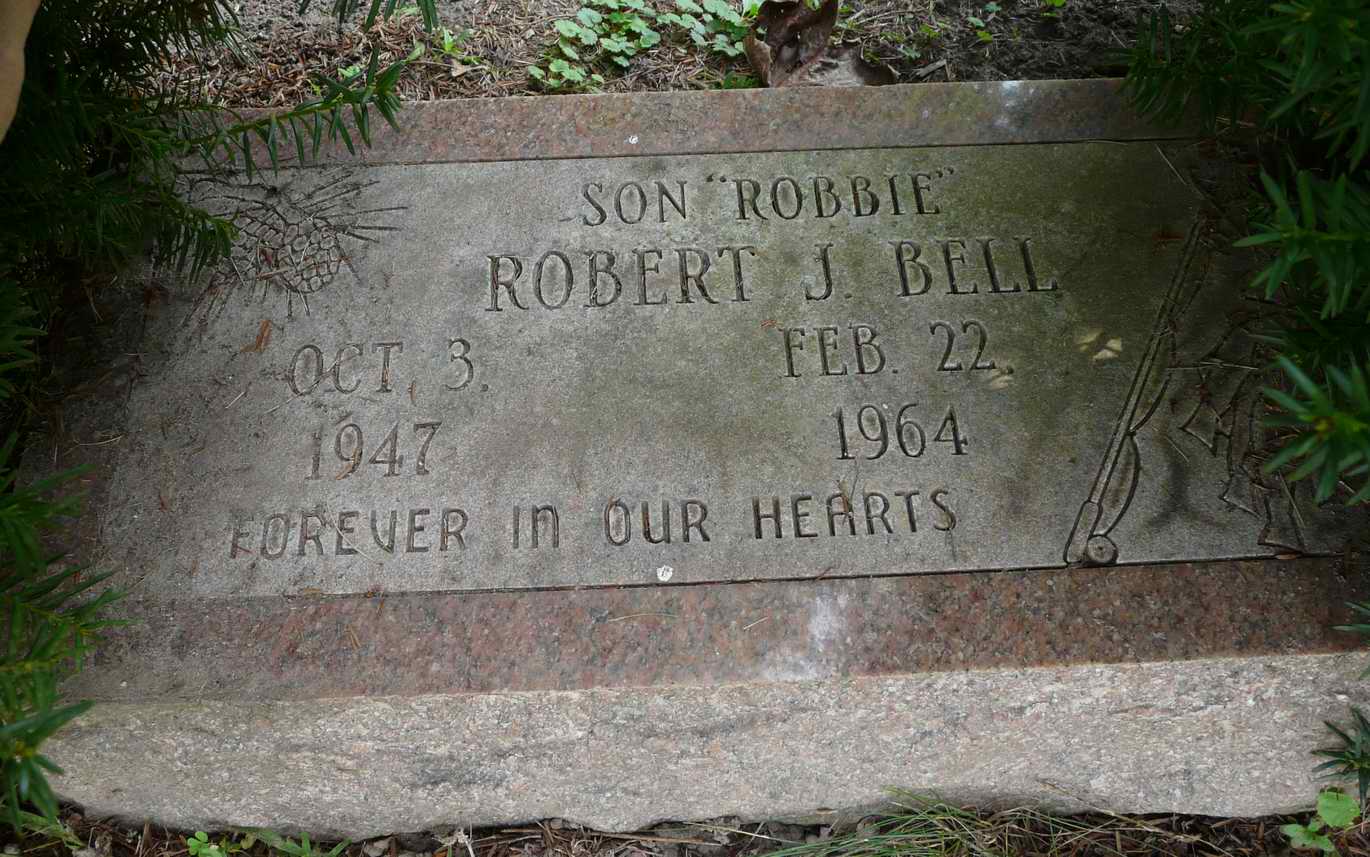 SON "ROBBIE"
ROBERT J. BELL
OCT. 3, FEB. 22,
1947 1964
FOREVER IN OUR HEARTS